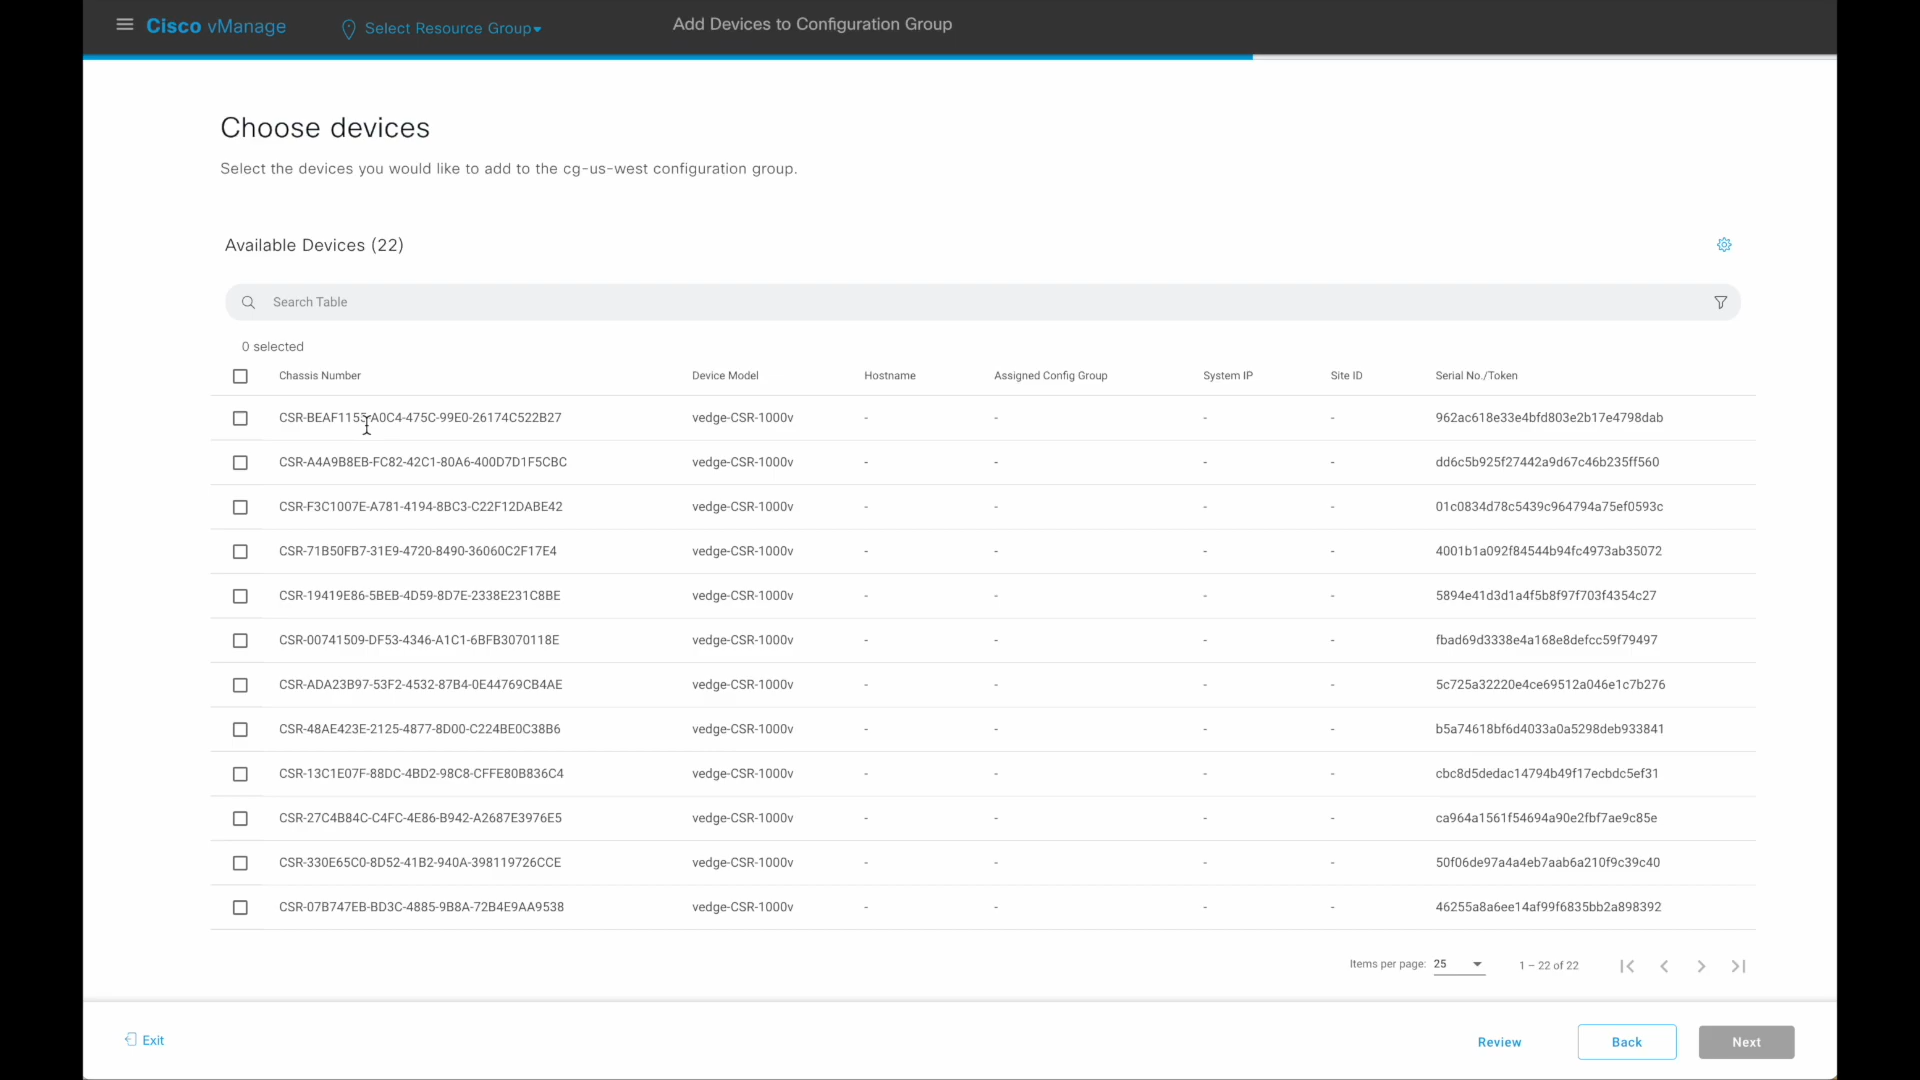 Cisco vManage Select Resource Group Add Devices to Configuration Group
Choose devices
Select the devices you would like to add to the cg-us-west configuration group.
Available Devices (22)
Search Table
0 selected
Chassis Number Device Model Hostname Assigned Config Group System IP Site ID Serial No./Token
CSR-BEAF1153-A0C4-475C-99E0-26174C522B27 vedge-CSR-1000v - - - - 962ac618e33e4bfd803e2b17e4798dab
CSR-A4A9B8EB-FC82-42C1-80A6-400D7D1F5CBC vedge-CSR-1000v - - - - dd6c5b925f27442a9d67c46b235ff560
CSR-F3C1007E-A781-4194-8BC3-C22F12DABE42 vedge-CSR-1000v - - - - 01c0834d78c5439c964794a75ef0593c
CSR-71B50FB7-31E9-4720-8490-36060C2F17E4 vedge-CSR-1000v - - - - 4001b1a092f84544b94fc4973ab35072
CSR-19419E86-5BEB-4D59-8D7E-2338E231C8BE vedge-CSR-1000v - - - - 5894e41d3d1a4f5b8f97f703f4354c27
CSR-00741509-DF53-4346-A1C1-6BFB3070118E vedge-CSR-1000v - - - - fbad69d3338e4a168e8defcc59f79497
CSR-ADA23B97-53F2-4532-87B4-0E44769CB4AE vedge-CSR-1000v - - - - 5c725a32220e4ce69512a046e1c7b276
CSR-48AE423E-2125-4877-8D00-C224BE0C38B6 vedge-CSR-1000v - - - - b5a74618bf6d4033a0a5298deb933841
CSR-13C1E07F-88DC-4BD2-98C8-CFFE80B836C4 vedge-CSR-1000v - - - - cbc8d5dedac14794b49f17ecbdc5ef31
CSR-27C4B84C-C4FC-4E86-B942-A2687E3976E5 vedge-CSR-1000v - - - - ca964a1561f54694a90e2fbf7ae9c85e
CSR-330E65C0-8D52-41B2-940A-398119726CCE vedge-CSR-1000v - - - - 50f06de97a4a4eb7aab6a210f9c39c40
CSR-07B747EB-BD3C-4885-9B8A-72B4E9AA9538 vedge-CSR-1000v - - - - 46255a8a6ee14af99f6835bb2a898392
Items per page: 25 1 – 22 of 22
Exit Review Back Next